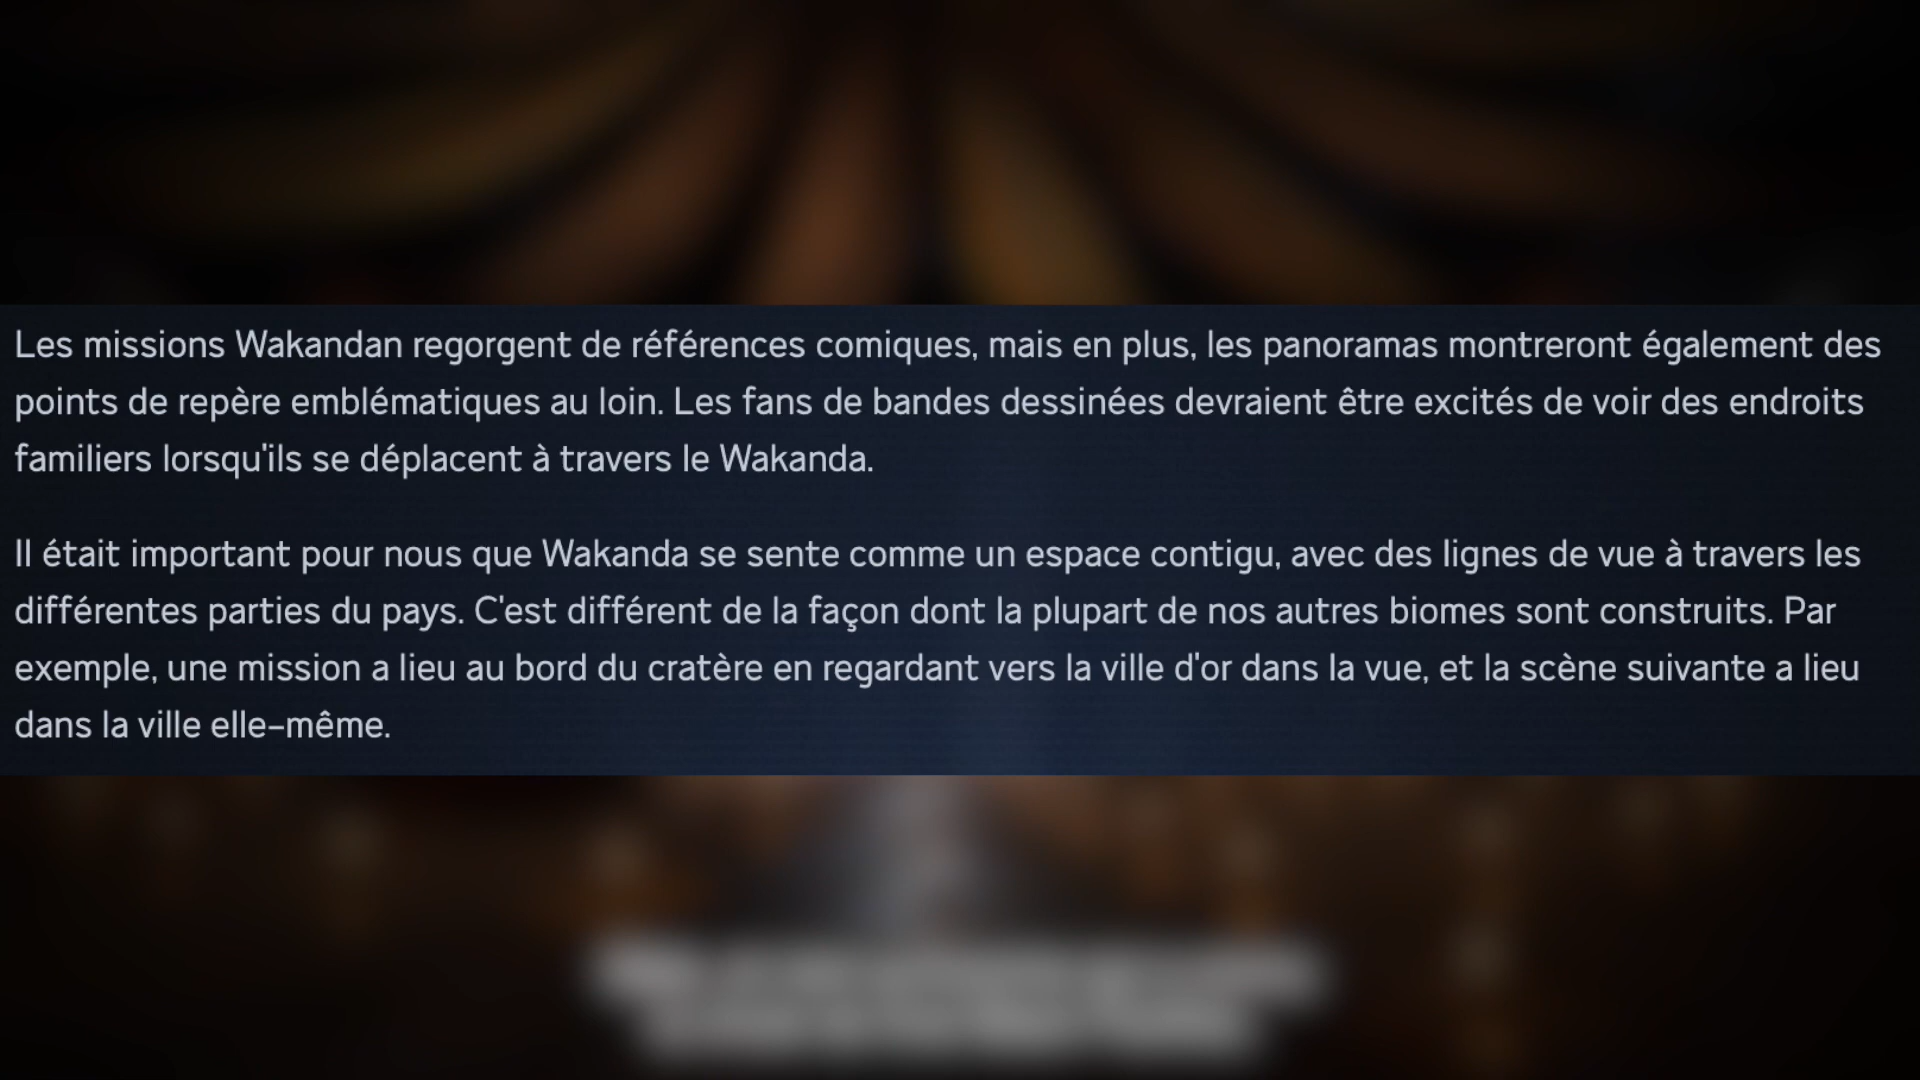 Les missions Wakandan regorgent de références comiques, mais en plus, les panoramas montreront également des
points de repère emblématiques au loin. Les fans de bandes dessinées devraient être excités de voir des endroits
familiers lorsqu'ils se déplacent à travers le Wakanda.
Il était important pour nous que Wakanda se sente comme un espace contigu, avec des lignes de vue à travers les
différentes parties du pays. C'est différent de la façon dont la plupart de nos autres biomes sont construits. Par
exemple, une mission a lieu au bord du cratère en regardant vers la ville d'or dans la vue, et la scène suivante a lieu
dans la ville elle-même.